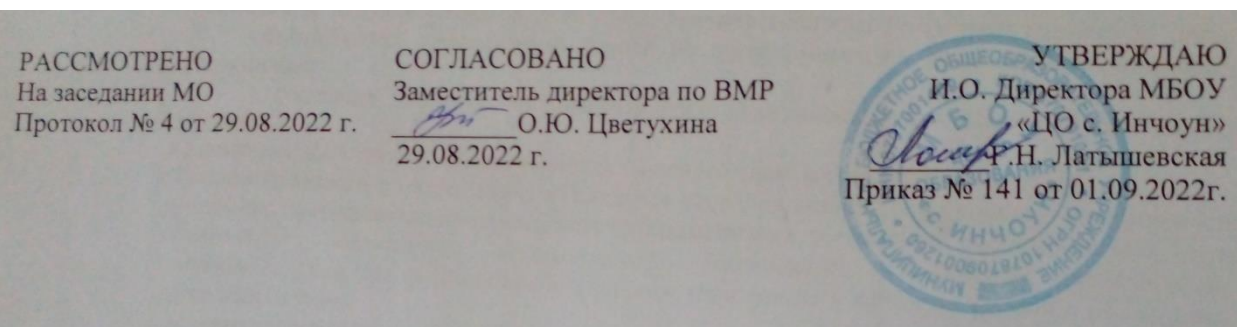 РАССМОТРЕНО
На заседании МО
Протокол № 4 от 29.08.2022 г.
СОГЛАСОВАНО
Заместитель директора по ВМР
О.Ю. Цветухина
29.08.2022 г.
УТВЕРЖДАЮ
И.О. Директора МБОУ
«ЦО с. Инчоун»
Р.Н. Латышевская
Приказ № 141 от 01.09.2022г.
с. ИНЧОУН